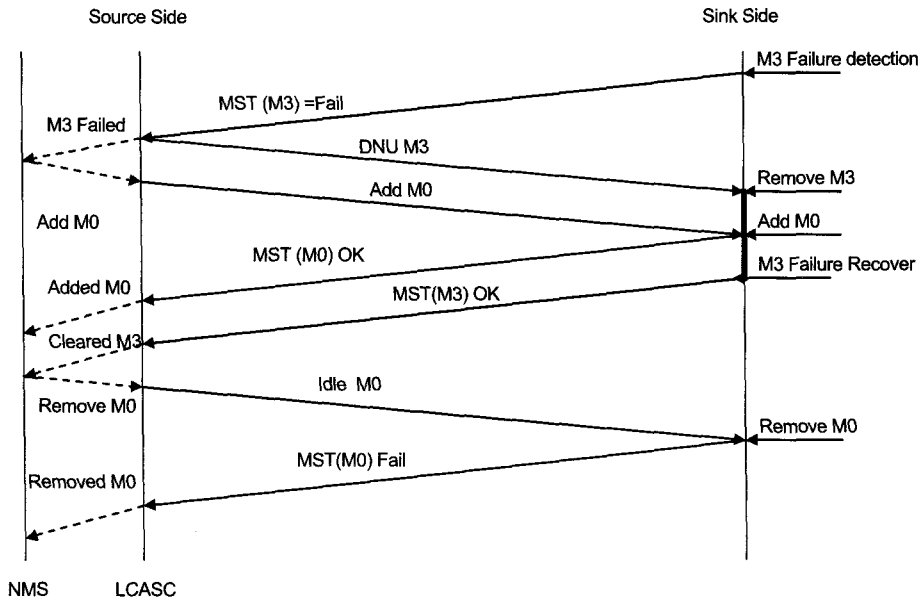 Source Side
Sink Side
M3 Failure detection
MST (M3) =Fail
M3 Failed
DNU M3
Remove M3
Add M0
Add M0
Add M0
MST (M0) OK
M3 Failure Recover
Added M0
MST(M3) OK
Cleared M3
Idle M0
Remove M0
Remove M0
MST(M0) Fail
Removed M0
NMS
LCASC